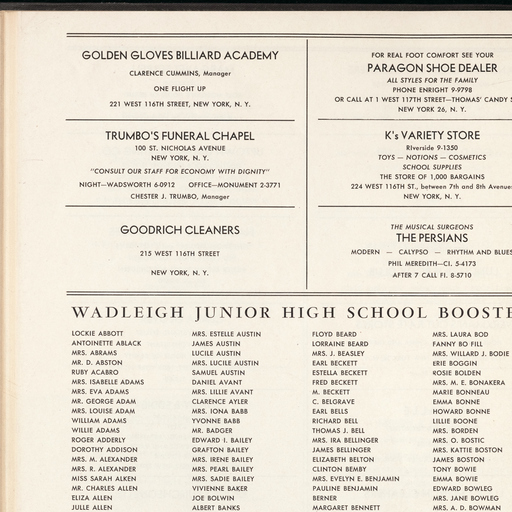 GOLDEN GLOVES BILLIARD ACADEMY
CLARENCE CUMMINS, Manager
ONE FLIGHT UP
221 WEST 116TH STREET, NEW YORK, N. Y.
FOR REAL FOOT COMFORT SEE YOUR
PARAGON SHOE DEALER
ALL STYLES FOR THE FAMILY
PHONE ENRIGHT 9-9798
OR CALL AT 1 WEST 117TH STREET—THOMAS' CANDY
NEW YORK 26, N. Y.
TRUMBO'S FUNERAL CHAPEL
100 ST. NICHOLAS AVENUE
NEW YORK, N. Y.
"CONSULT OUR STAFF FOR ECONOMY WITH DIGNITY"
NIGHT—WADSWORTH 6-0912 OFFICE—MONUMENT 2-3771
CHESTER J. TRUMBO, Manager
K's VARIETY STORE
RIverside 9-1350
TOYS — NOTIONS — COSMETICS
SCHOOL SUPPLIES
THE STORE OF 1,000 BARGAINS
224 WEST 116TH ST., between 7th and 8th Avenues
NEW YORK, N. Y.
GOODRICH CLEANERS
215 WEST 116TH STREET
NEW YORK, N. Y.
THE MUSICAL SURGEONS
THE PERSIANS
MODERN — CALYPSO — RHYTHM AND BLUES
PHIL MEREDITH—CI. 5-4173
AFTER 7 CALL FI. 8-5710
WADLEIGH JUNIOR HIGH SCHOOL BOOSTE
LOCKIE ABBOTT
ANTOINETTE ABLACK
MRS. ABRAMS
MR. D. ABSTON
RUBY ACABRO
MRS. ISABELLE ADAMS
MRS. EVA ADAMS
MR. GEORGE ADAM
MRS. LOUISE ADAM
WILLIAM ADAMS
WILLIE ADAMS
ROGER ADDERLY
DOROTHY ADDISON
MRS. M. ALEXANDER
MRS. R. ALEXANDER
MISS SARAH ALKEN
MR. CHARLES ALLEN
ELIZA ALLEN
JULLE ALLEN
MRS. ESTELLE AUSTIN
JAMES AUSTIN
LUCILE AUSTIN
MRS. LUCILE AUSTIN
SAMUEL AUSTIN
DANIEL AVANT
MRS. LILLIE AVANT
CLARENCE AYLER
MRS. IONA BABB
YVONNE BABB
MR. BADGER
EDWARD I. BAILEY
GRAFTON BAILEY
MRS. IRENE BAILEY
MRS. PEARL BAILEY
MRS. SADIE BAILEY
VIVIENNE BAKER
JOE BOLWIN
ALBERT BANKS
FLOYD BEARD
LORRAINE BEARD
MRS. J. BEASLEY
EARL BECKETT
ESTELLA BECKETT
FRED BECKETT
M. BECKETT
C. BELGRAVE
EARL BELLS
RICHARD BELL
THOMAS J. BELL
MRS. IRA BELLINGER
JAMES BELLINGER
ELIZABETH BELTON
CLINTON BEMBY
MRS. EVELYN E. BENJAMIN
PAULINE BENJAMIN
BERNER
MARGARET BENNETT
MRS. LAURA BOD
FANNY BO FILL
MRS. WILLARD J. BODIE
ERIE BOGGIN
ROSIE BOLDEN
MRS. M. E. BONAKERA
MARIE BONNEAU
EMMA BONNE
HOWARD BONNE
LILLIE BOONE
MRS. BORDEN
MRS. O. BOSTIC
MRS. KATTIE BOSTON
JAMES BOSTON
TONY BOWIE
EMMA BOWIE
EDWARD BOWLEG
MRS. JANE BOWLEG
MRS. A. D. BOWMAN